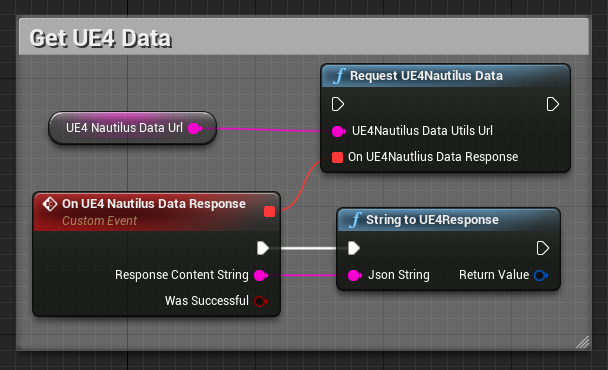 Get UE4 Data
f Request UE4Nautilus Data
UE4 Nautilus Data Url
UE4Nautilus Data Utils Url
On UE4Nautlius Data Response
On UE4 Nautilus Data Response
Custom Event
f String to UE4Response
Response Content String
Json String
Return Value
Was Successful